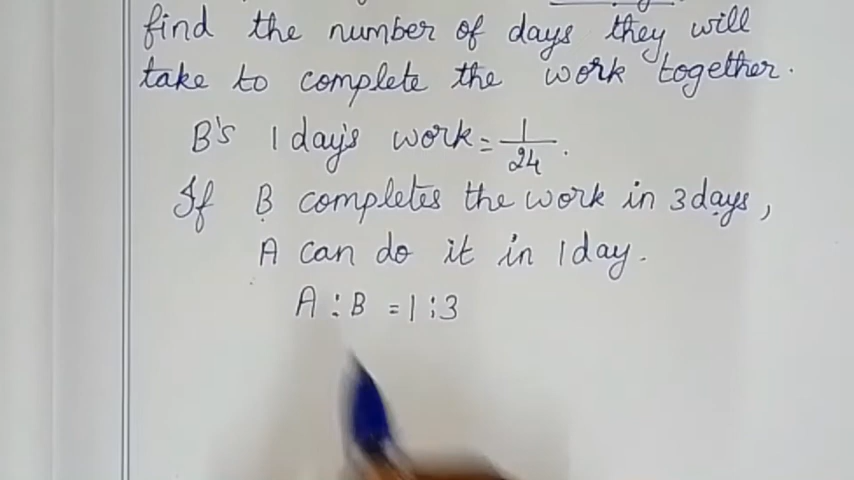 find the number of days they will
take to complete the work together.
B's 1 day's work = 1/24.
If B completes the work in 3 days,
A can do it in 1 day.
A : B = 1 : 3